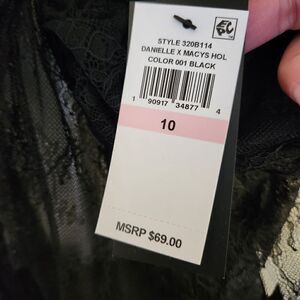 STYLE 320B114
DANIELLE X MACYS HOL
COLOR 001 BLACK
1 90917 34877 4
10
MSRP $69.00